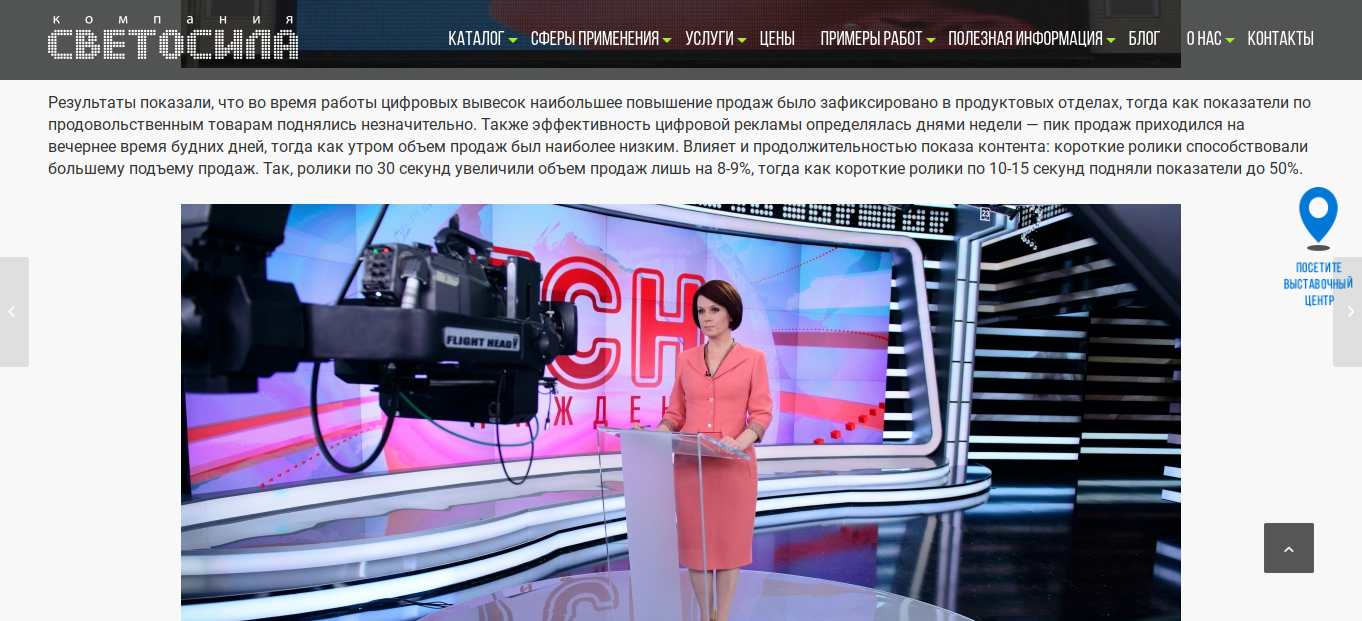 компания
СВЕТОСИЛА
КАТАЛОГ СФЕРЫ ПРИМЕНЕНИЯ УСЛУГИ ЦЕНЫ ПРИМЕРЫ РАБОТ ПОЛЕЗНАЯ ИНФОРМАЦИЯ БЛОГ О НАС КОНТАКТЫ
Результаты показали, что во время работы цифровых вывесок наибольшее повышение продаж было зафиксировано в продуктовых отделах, тогда как показатели по
продовольственным товарам поднялись незначительно. Также эффективность цифровой рекламы определялась днями недели — пик продаж приходился на
вечернее время будних дней, тогда как утром объем продаж был наиболее низким. Влияет и продолжительностью показа контента: короткие ролики способствовали
большему подъему продаж. Так, ролики по 30 секунд увеличили объем продаж лишь на 8-9%, тогда как короткие ролики по 10-15 секунд подняли показатели до 50%.
23
ТСН
FLIGHT HEAD V
ПОСЕТИТЕ
ВЫСТАВОЧНЫЙ
ЦЕНТР